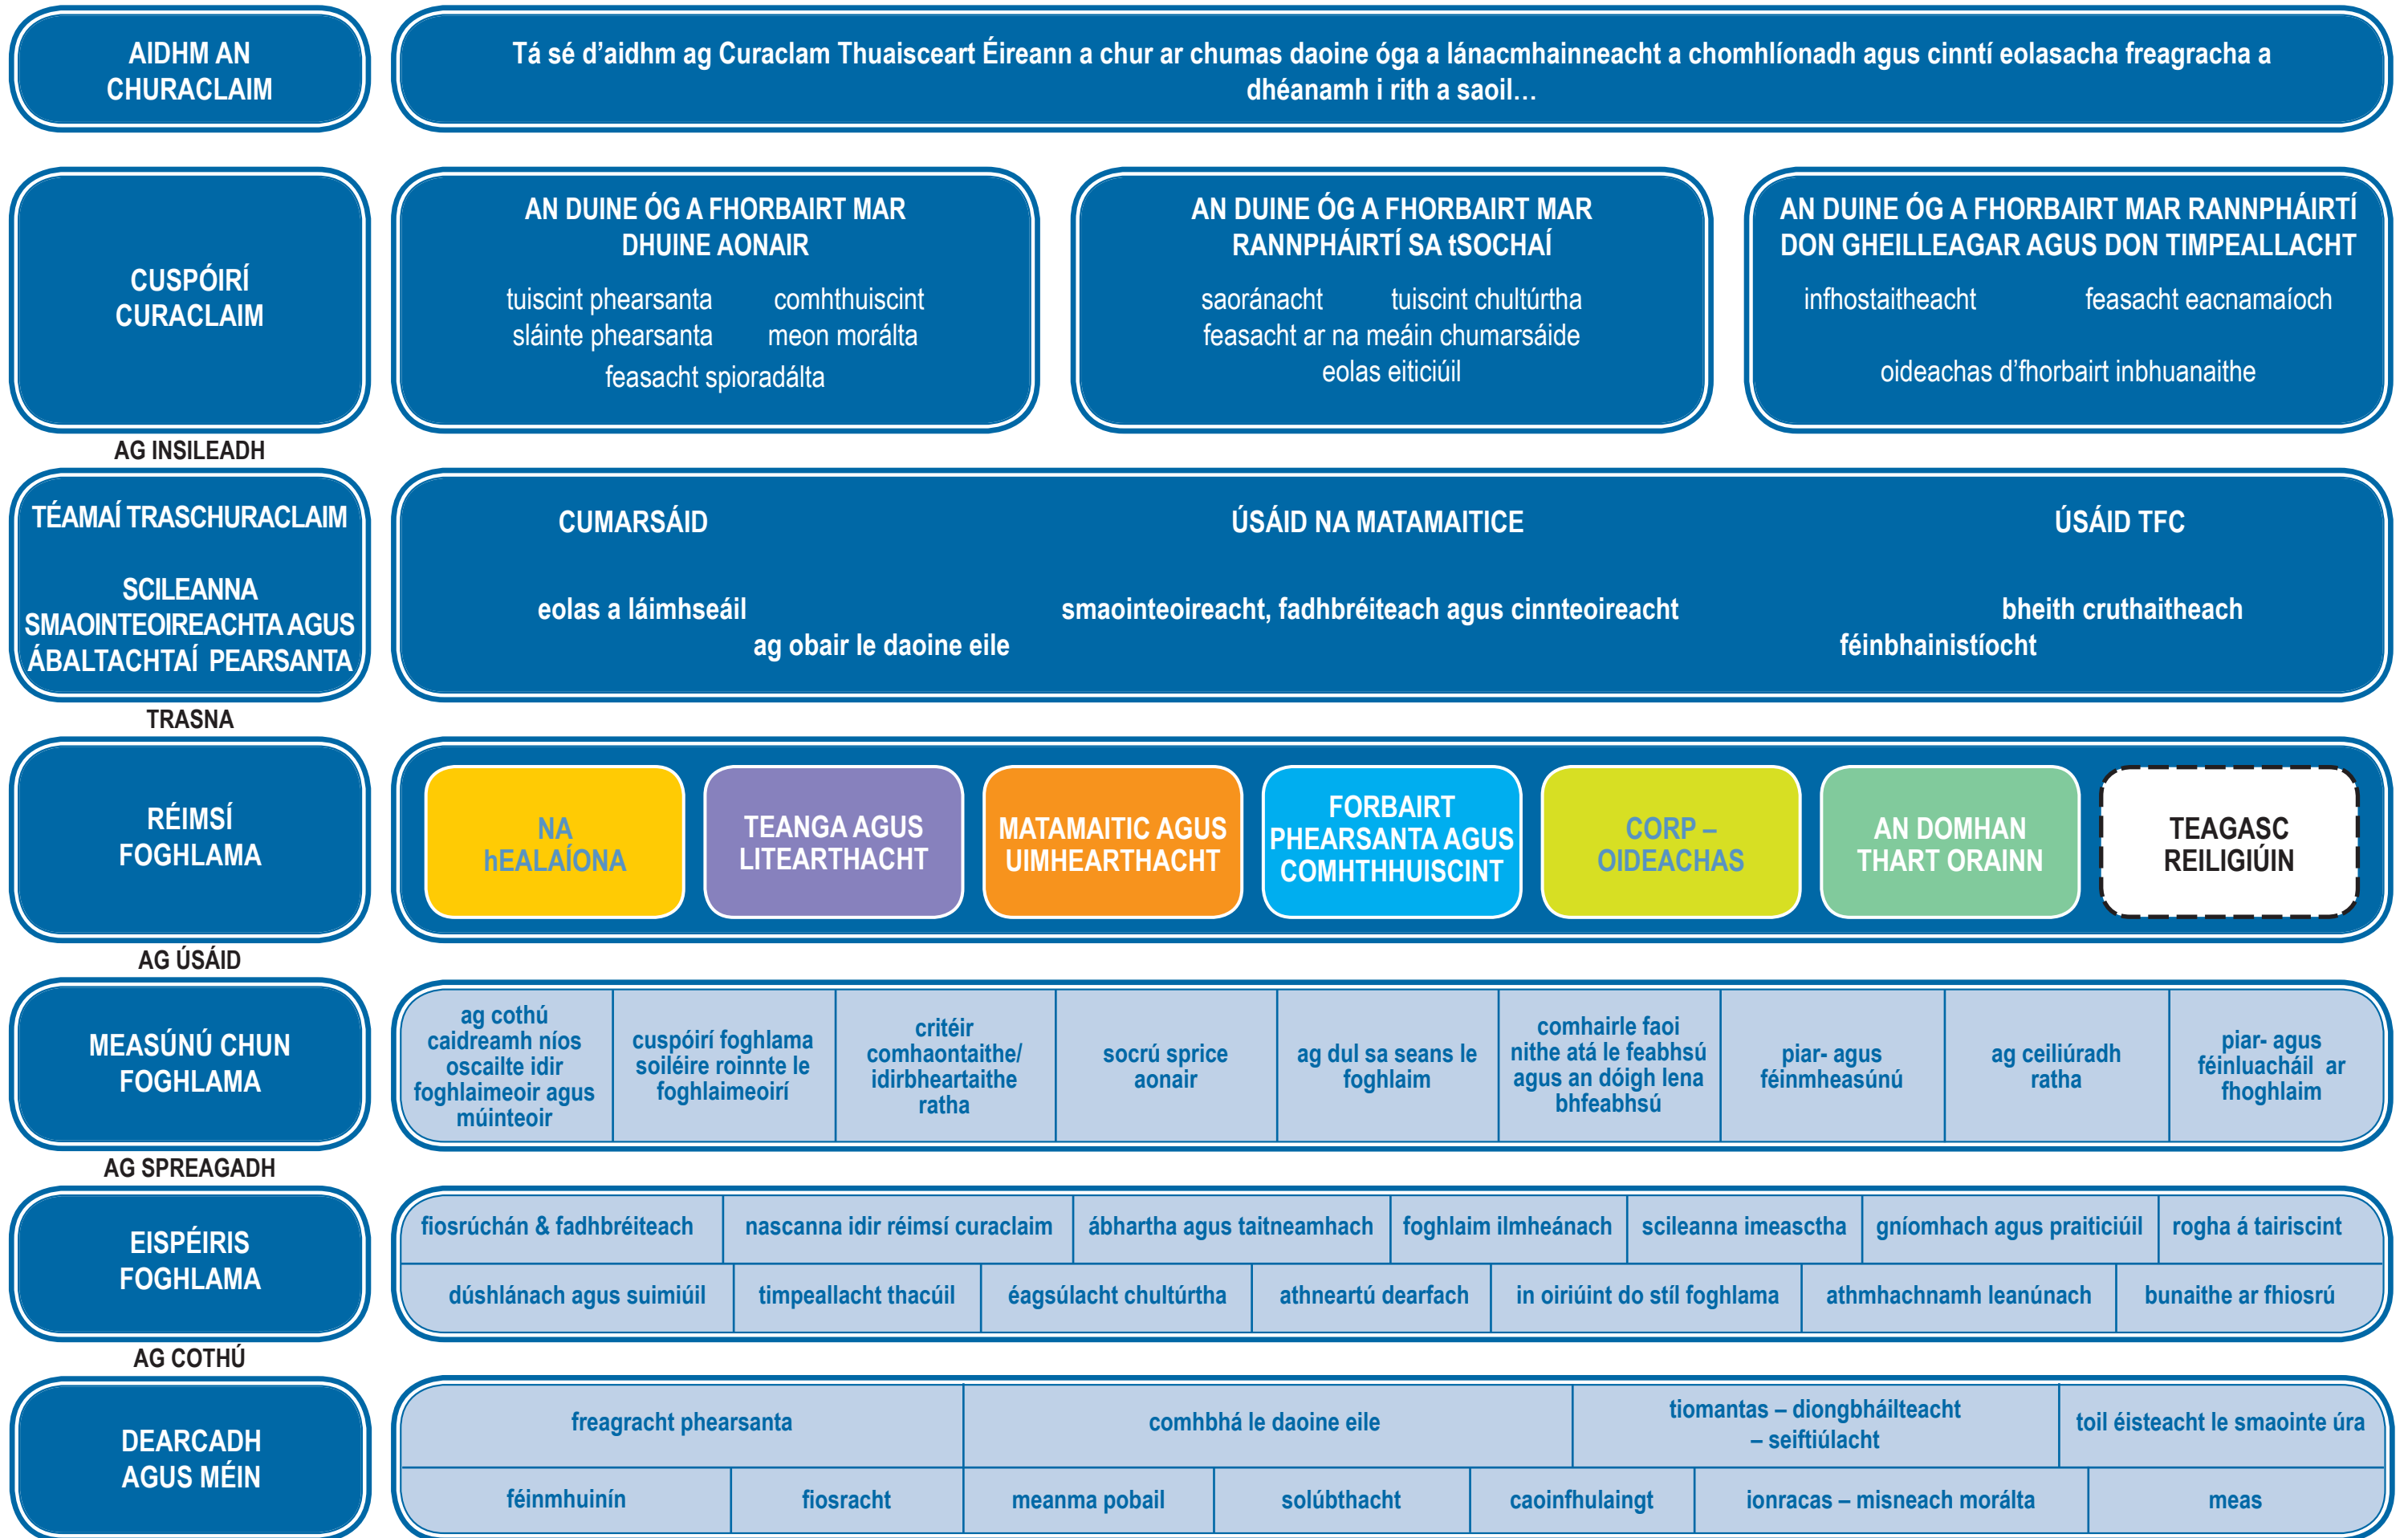 AIDHM AN
CHURACLAIM
Tá sé d’aidhm ag Curaclam Thuaisceart Éireann a chur ar chumas daoine óga a lánacmhainneacht a chomhlíonadh agus cinntí eolasacha freagracha a
dhéanamh i rith a saoil…
CUSPÓIRÍ
CURACLAIM
AN DUINE ÓG A FHORBAIRT MAR
DHUINE AONAIR
tuiscint phearsanta comhthuiscint
sláinte phearsanta meon morálta
feasacht spioradálta
AN DUINE ÓG A FHORBAIRT MAR
RANNPHÁIRTÍ SA tSOCHAÍ
saoránacht tuiscint chultúrtha
feasacht ar na meáin chumarsáide
eolas eiticiúil
AN DUINE ÓG A FHORBAIRT MAR RANNPHÁIRTÍ
DON GHEILLEAGAR AGUS DON TIMPEALLACHT
infhostaitheacht feasacht eacnamaíoch
oideachas d’fhorbairt inbhuanaithe
AG INSILEADH
TÉAMAÍ TRASCHURACLAIM
SCILEANNA
SMAOINTEOIREACHTA AGUS
ÁBALTACHTAÍ PEARSANTA
CUMARSÁID ÚSÁID NA MATAMAITICE ÚSÁID TFC
eolas a láimhseáil smaointeoireacht, fadhbréiteach agus cinnteoireacht bheith cruthaitheach
ag obair le daoine eile féinbhainistíocht
TRASNA
RÉIMSÍ
FOGHLAMA
NA
hEALAÍONA
TEANGA AGUS
LITEARTHACHT
MATAMAITIC AGUS
UIMHEARTHACHT
FORBAIRT
PHEARSANTA AGUS
COMHTHHUISCINT
CORP –
OIDEACHAS
AN DOMHAN
THART ORAINN
TEAGASC
REILIGIÚIN
AG ÚSÁID
MEASÚNÚ CHUN
FOGHLAMA
ag cothú
caidreamh níos
oscailte idir
foghlaimeoir agus
múinteoir
cuspóirí foghlama
soiléire roinnte le
foghlaimeoirí
critéir
comhaontaithe/
idirbheartaithe
ratha
socrú sprice
aonair
ag dul sa seans le
foghlaim
comhairle faoi
nithe atá le feabhsú
agus an dóigh lena
bhfeabhsú
piar- agus
féinmheasúnú
ag ceiliúradh
ratha
piar- agus
féinluacháil ar
fhoghlaim
AG SPREAGADH
EISPÉIRIS
FOGHLAMA
fiosrúchán & fadhbréiteach nascanna idir réimsí curaclaim ábhartha agus taitneamhach foghlaim ilmheánach scileanna imeasctha gníomhach agus praiticiúil rogha á tairiscint
dúshlánach agus suimiúil timpeallacht thacúil éagsúlacht chultúrtha athneartú dearfach in oiriúint do stíl foghlama athmhachnamh leanúnach bunaithe ar fhiosrú
AG COTHÚ
DEARCADH
AGUS MÉIN
freagracht phearsanta
comhbhá le daoine eile
tiomantas – diongbháilteacht
– seiftiúlacht
toil éisteacht le smaointe úra
féinmhuinín fiosracht meanma pobail solúbthacht caoinfhulaingt ionracas – misneach morálta meas